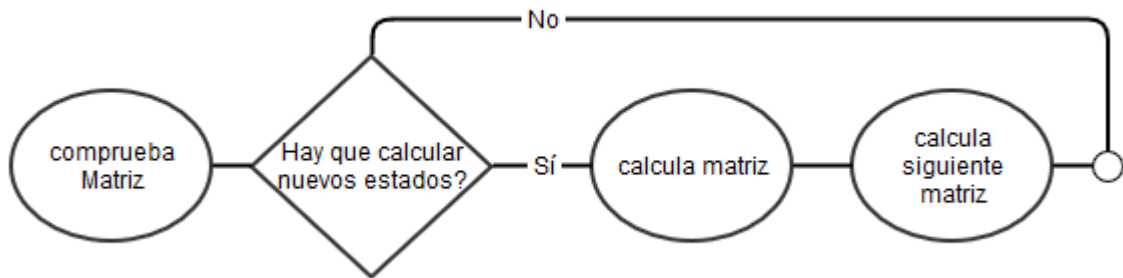 No
comprueba
Matriz
Hay que calcular
nuevos estados?
Sí
calcula matriz
calcula
siguiente
matriz